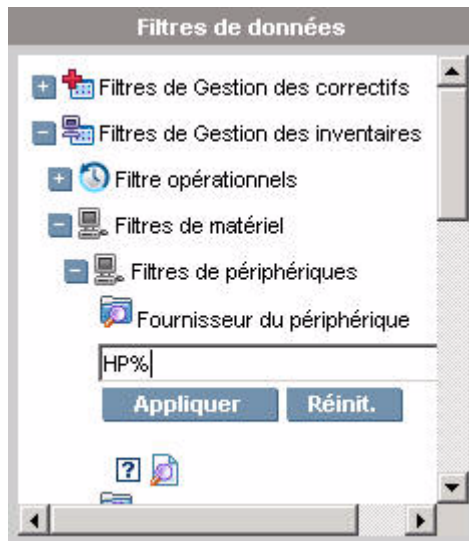 Filtres de données
Filtres de Gestion des correctifs
Filtres de Gestion des inventaires
Filtre opérationnels
Filtres de matériel
Filtres de périphériques
Fournisseur du périphérique
HP%
Appliquer Réinit.
?